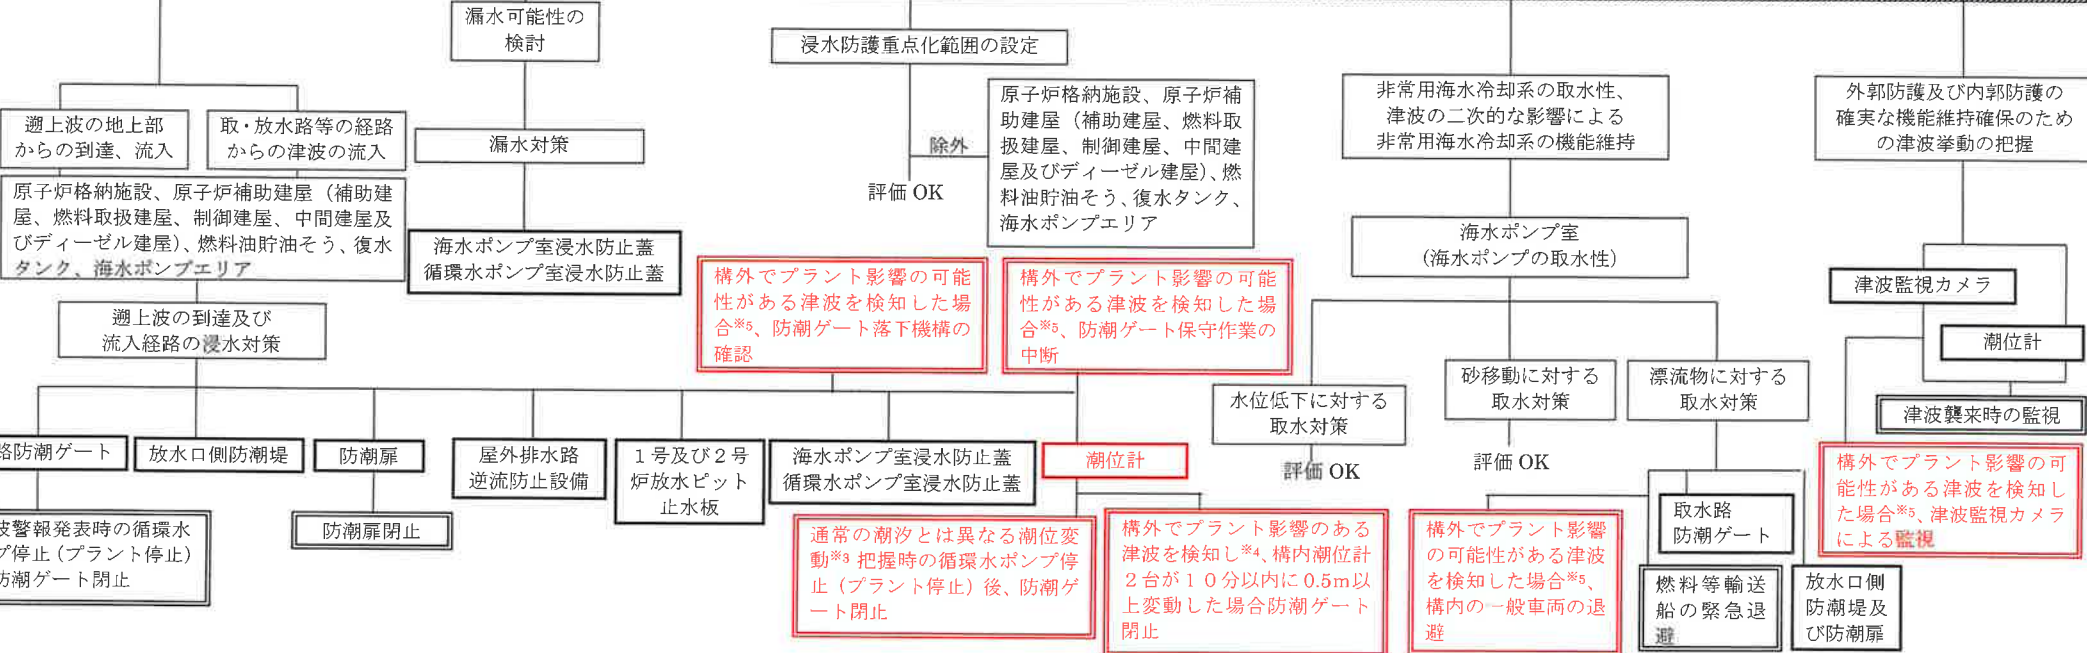 漏水可能性の
検討
浸水防護重点化範囲の設定
遡上波の地上部
からの到達、流入
取・放水路等の経路
からの津波の流入
漏水対策
除外
評価 OK
原子炉格納施設、原子炉補
助建屋（補助建屋、燃料取
扱建屋、制御建屋、中間建
屋及びディーゼル建屋）、燃
料油貯油そう、復水タンク、
海水ポンプエリア
非常用海水冷却系の取水性、
津波の二次的な影響による
非常用海水冷却系の機能維持
外郭防護及び内郭防護の
確実な機能維持確保のため
の津波挙動の把握
原子炉格納施設、原子炉補助建屋（補助建
屋、燃料取扱建屋、制御建屋、中間建屋及
びディーゼル建屋）、燃料油貯油そう、復水
タンク、海水ポンプエリア
海水ポンプ室浸水防止蓋
循環水ポンプ室浸水防止蓋
海水ポンプ室
（海水ポンプの取水性）
構外でプラント影響の可能
性がある津波を検知した場
合※5、防潮ゲート落下機構の
確認
構外でプラント影響の可能
性がある津波を検知した場
合※5、防潮ゲート保守作業の
中断
津波監視カメラ
潮位計
津波襲来時の監視
遡上波の到達及び
流入経路の浸水対策
水位低下に対する
取水対策
評価 OK
砂移動に対する
取水対策
評価 OK
漂流物に対する
取水対策
路防潮ゲート
放水口側防潮堤
防潮扉
屋外排水路
逆流防止設備
１号及び２号
炉放水ピット
止水板
海水ポンプ室浸水防止蓋
循環水ポンプ室浸水防止蓋
潮位計
構外でプラント影響の可
能性がある津波を検知し
た場合※5、津波監視カメラ
による監視
波警報発表時の循環水
プ停止（プラント停止）
防潮ゲート閉止
防潮扉閉止
通常の潮汐とは異なる潮位変
動※3 把握時の循環水ポンプ停
止（プラント停止）後、防潮ゲ
ート閉止
構外でプラント影響のある
津波を検知し※4、構内潮位計
２台が１０分以内に 0.5m以
上変動した場合防潮ゲート
閉止
構外でプラント影響
の可能性がある津波
を検知した場合※5、
構内の一般車両の退
避
取水路
防潮ゲート
燃料等輸送
船の緊急退
避
放水口側
防潮堤及
び防潮扉